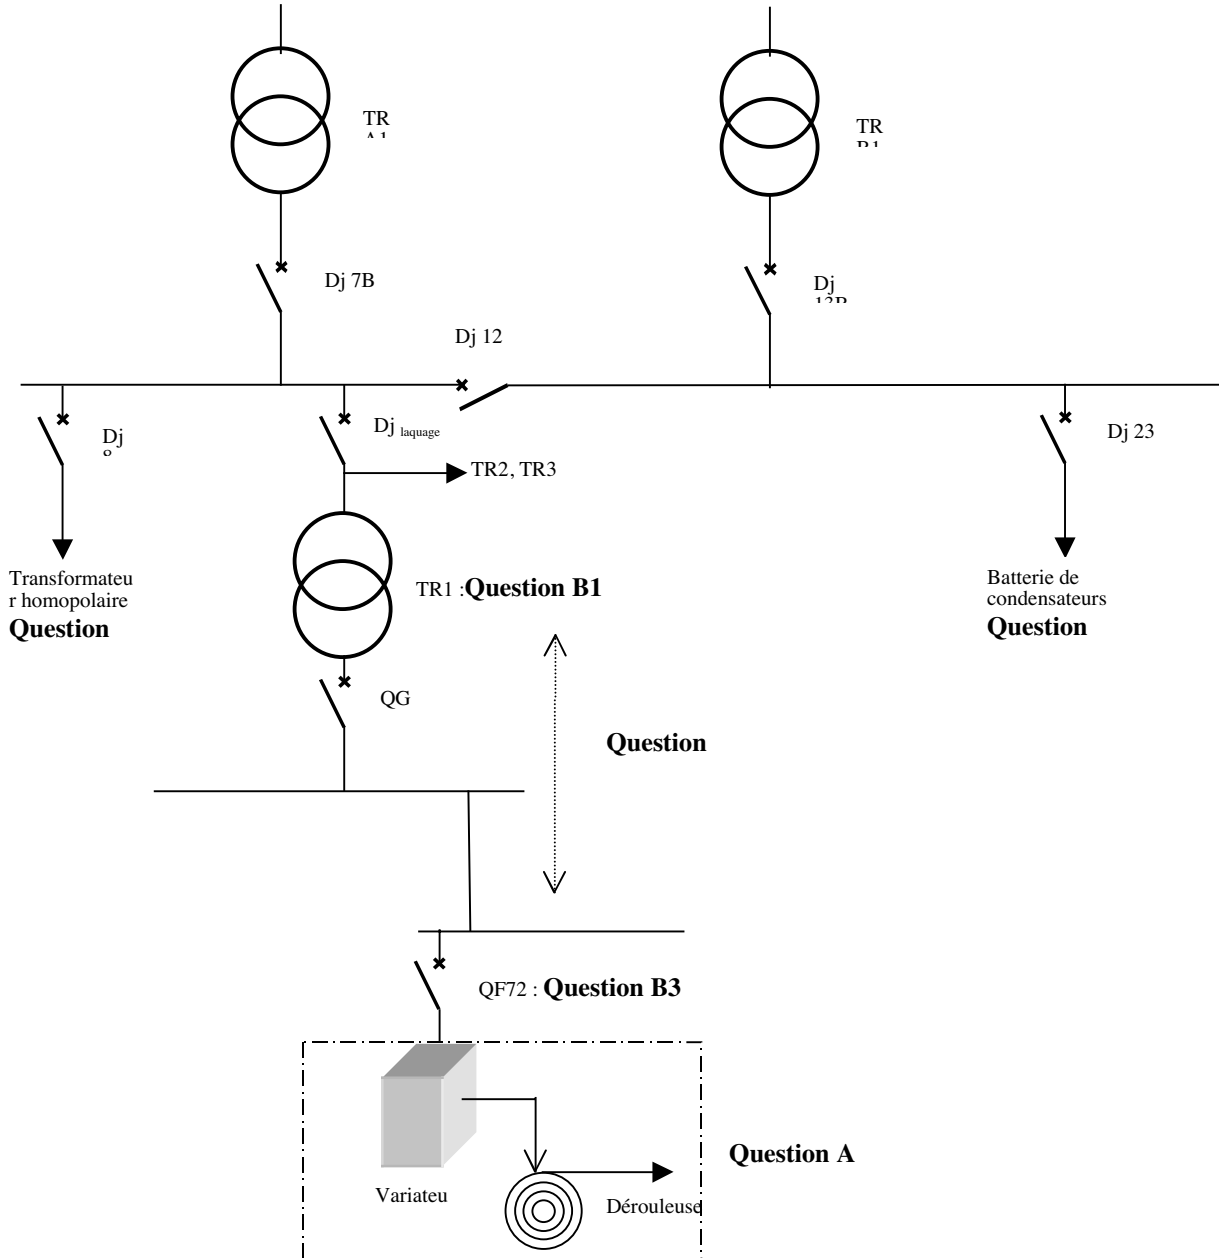 TR
TR
Dj 7B
Dj
Dj 12
Dj
Dj laquage
Dj 23
TR2, TR3
Transformateu
r homopolaire
Question
TR1 :Question B1
Batterie de
condensateurs
Question
QG
Question
QF72 : Question B3
Question A
Variateu
Dérouleuse